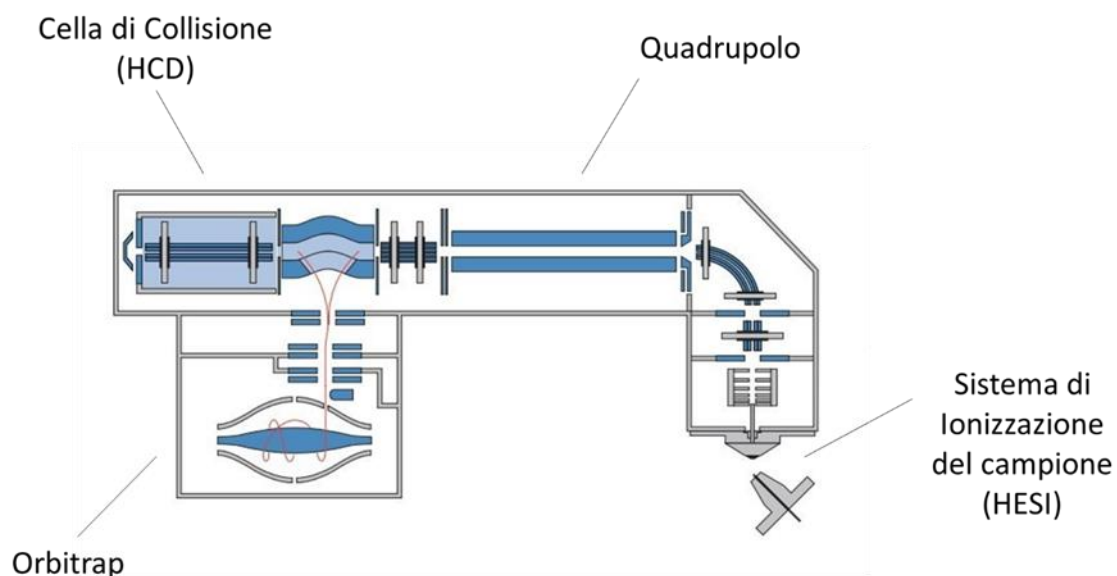 Cella di Collisione
(HCD)
Quadrupolo
Sistema di
Ionizzazione
del campione
(HESI)
Orbitrap